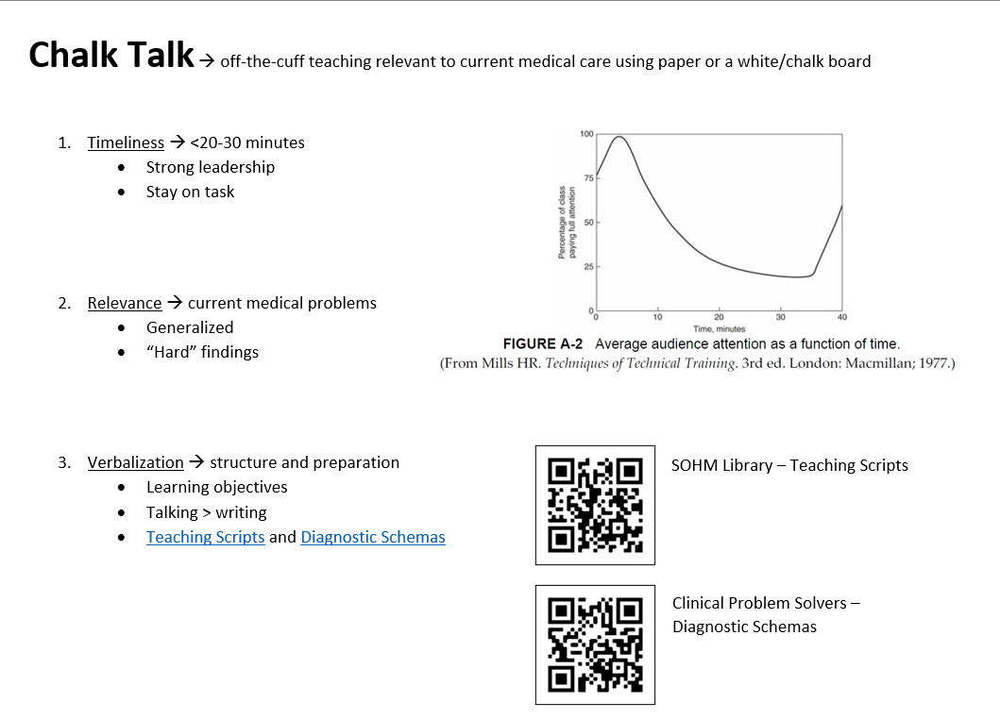 Chalk Talk → off-the-cuff teaching relevant to current medical care using paper or a white/chalk board
1. Timeliness → <20-30 minutes
• Strong leadership
• Stay on task
100
75
50
25
0
Percentage of class
paying full attention
0 10 20 30 40
Time, minutes
FIGURE A-2 Average audience attention as a function of time.
(From Mills HR. Techniques of Technical Training. 3rd ed. London: Macmillan; 1977.)
2. Relevance → current medical problems
• Generalized
• “Hard” findings
3. Verbalization → structure and preparation
• Learning objectives
• Talking > writing
• Teaching Scripts and Diagnostic Schemas
SOHM Library – Teaching Scripts
Clinical Problem Solvers –
Diagnostic Schemas